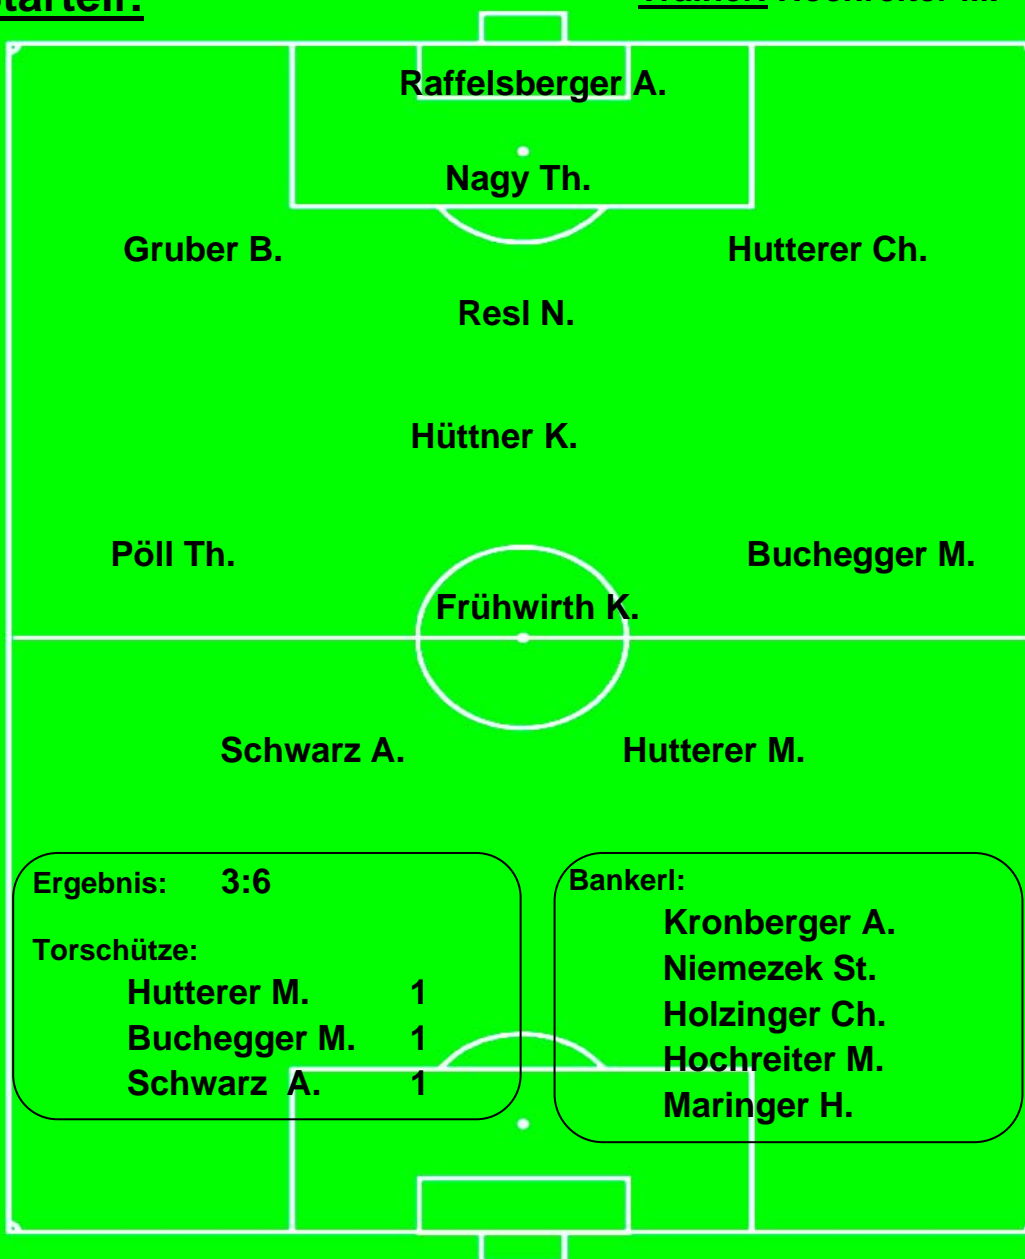 Raffelsberger A.
Nagy Th.
Gruber B. Hutterer Ch.
Resl N.
Hüttner K.
Pöll Th. Buchegger M.
Frühwirth K.
Schwarz A. Hutterer M.
Ergebnis: 3:6
Torschütze:
Hutterer M. 1
Buchegger M. 1
Schwarz A. 1
Bankerl:
Kronberger A.
Niemezek St.
Holzinger Ch.
Hochreiter M.
Maringer H.